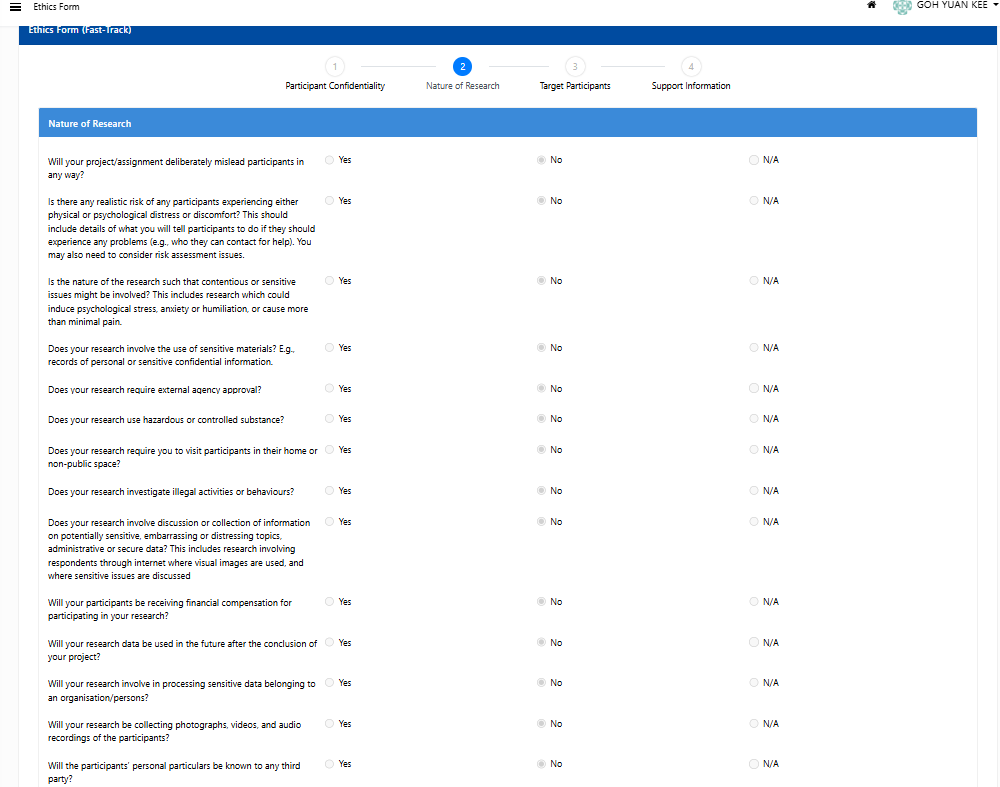 Ethics Form
GOH YUAN KEE
Ethics Form (Fast-Track)
1
2
3
4
Participant Confidentiality
Nature of Research
Target Participants
Support Information
Nature of Research
Will your project/assignment deliberately mislead participants in
any way?
Yes
No
N/A
Is there any realistic risk of any participants experiencing either
physical or psychological distress or discomfort? This should
include details of what you will tell participants to do if they should
experience any problems (e.g., who they can contact for help). You
may also need to consider risk assessment issues.
Yes
No
N/A
Is the nature of the research such that contentious or sensitive
issues might be involved? This includes research which could
induce psychological stress, anxiety or humiliation, or cause more
than minimal pain.
Yes
No
N/A
Does your research involve the use of sensitive materials? E.g.,
records of personal or sensitive confidential information.
Yes
No
N/A
Does your research require external agency approval?
Yes
No
N/A
Does your research use hazardous or controlled substance?
Yes
No
N/A
Does your research require you to visit participants in their home or
non-public space?
Yes
No
N/A
Does your research investigate illegal activities or behaviours?
Yes
No
N/A
Does your research involve discussion or collection of information
on potentially sensitive, embarrassing or distressing topics,
administrative or secure data? This includes research involving
respondents through internet where visual images are used, and
where sensitive issues are discussed
Yes
No
N/A
Will your participants be receiving financial compensation for
participating in your research?
Yes
No
N/A
Will your research data be used in the future after the conclusion of
your project?
Yes
No
N/A
Will your research involve in processing sensitive data belonging to
an organisation/persons?
Yes
No
N/A
Will your research be collecting photographs, videos, and audio
recordings of the participants?
Yes
No
N/A
Will the participants' personal particulars be known to any third
party?
Yes
No
N/A